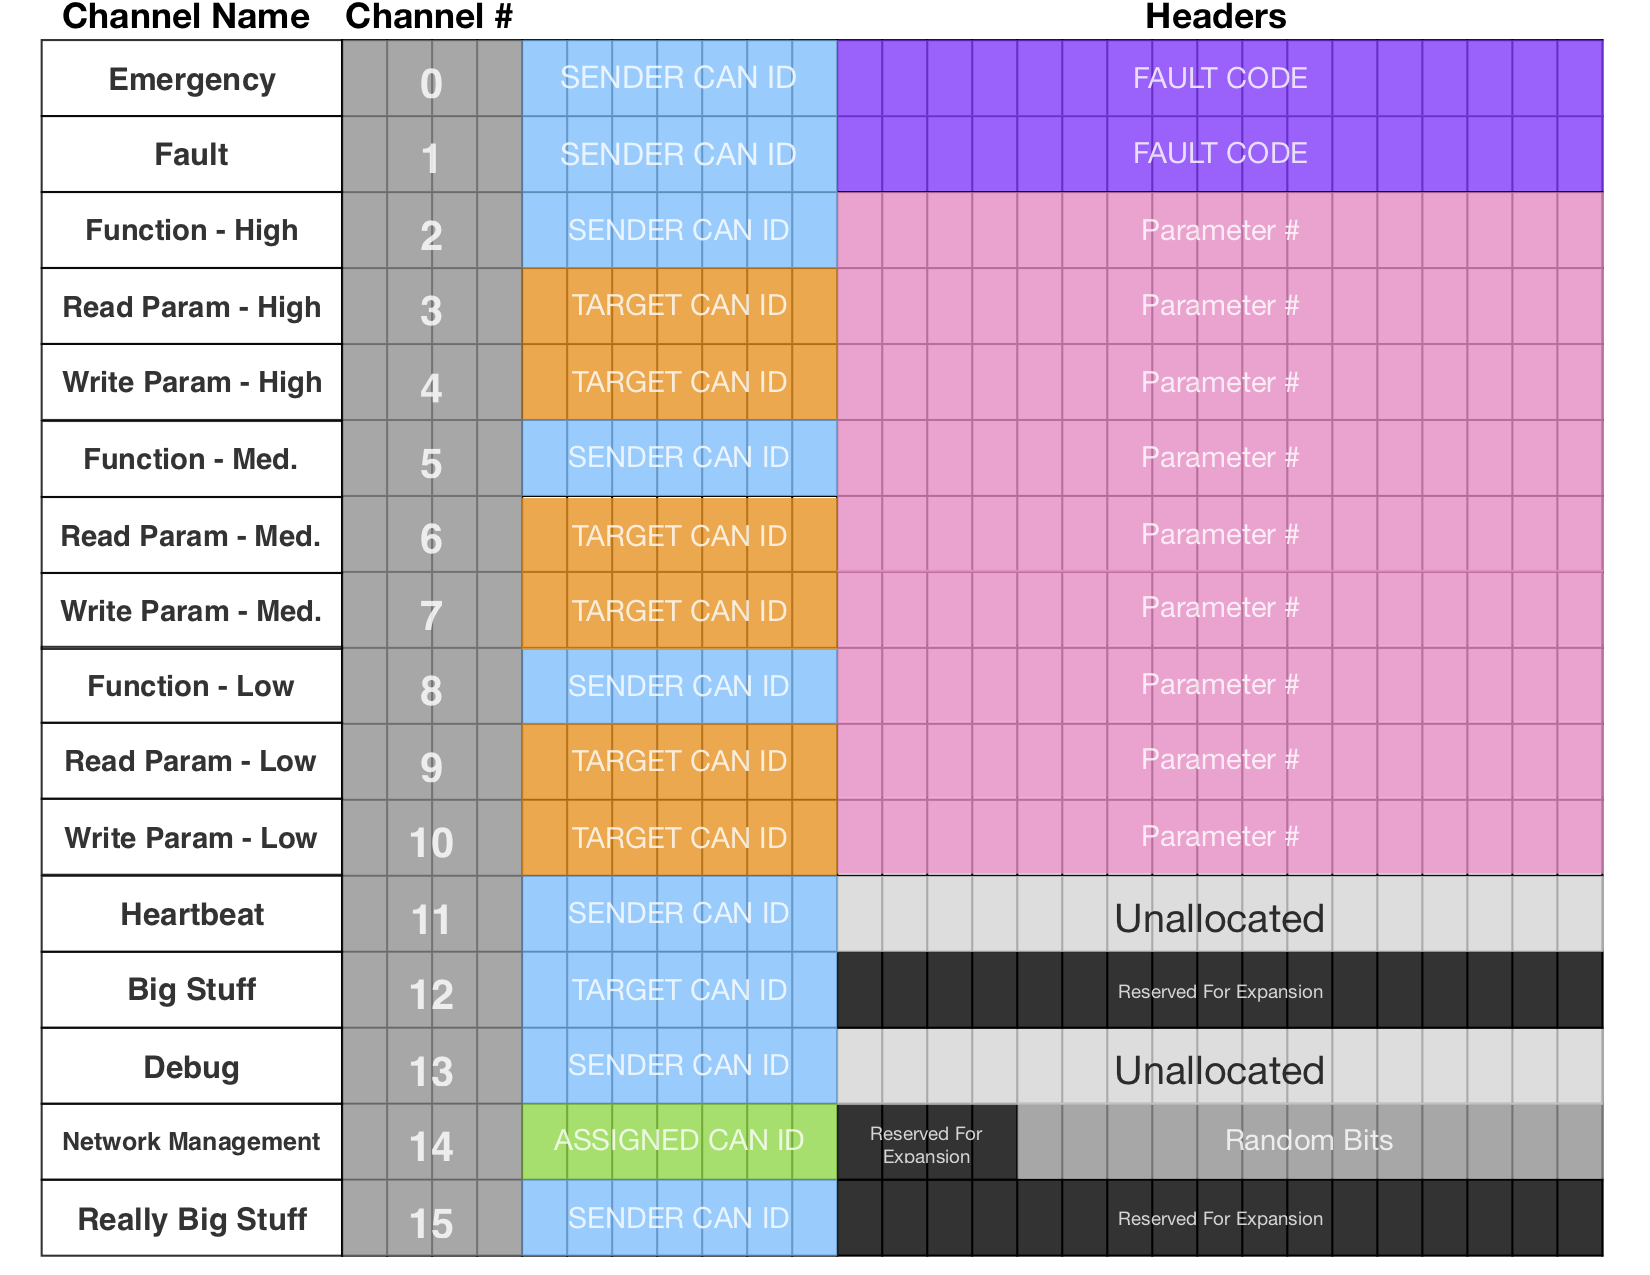 Channel Name Channel # Headers
Emergency 0 SENDER CAN ID FAULT CODE
Fault 1 SENDER CAN ID FAULT CODE
Function - High 2 SENDER CAN ID Parameter #
Read Param - High 3 TARGET CAN ID Parameter #
Write Param - High 4 TARGET CAN ID Parameter #
Function - Med. 5 SENDER CAN ID Parameter #
Read Param - Med. 6 TARGET CAN ID Parameter #
Write Param - Med. 7 TARGET CAN ID Parameter #
Function - Low 8 SENDER CAN ID Parameter #
Read Param - Low 9 TARGET CAN ID Parameter #
Write Param - Low 10 TARGET CAN ID Parameter #
Heartbeat 11 SENDER CAN ID Unallocated
Big Stuff 12 TARGET CAN ID Reserved For Expansion
Debug 13 SENDER CAN ID Unallocated
Network Management 14 ASSIGNED CAN ID Reserved For Expansion Random Bits
Really Big Stuff 15 SENDER CAN ID Reserved For Expansion